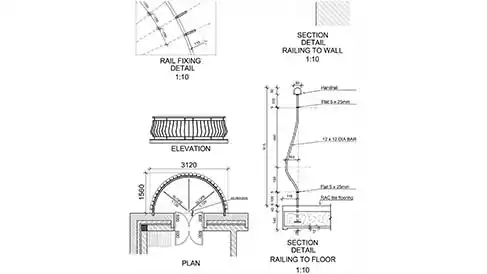 RAIL FIXING
DETAIL
1:10
SECTION
DETAIL
RAILING TO WALL
1:10
Handrail
Flat 5 x 25mm
12 x 12 DIA BAR
ELEVATION
3120
1560
Flat 5 x 25mm
RAC tile flooring
PLAN
SECTION
DETAIL
RAILING TO FLOOR
1:10